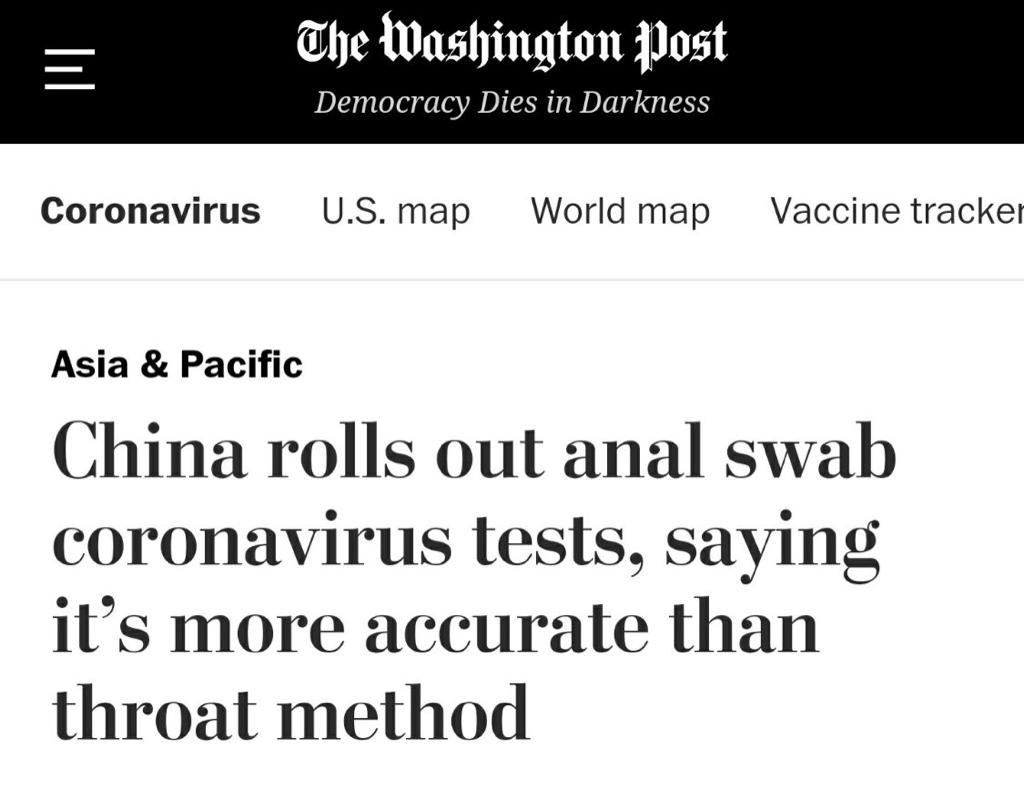 The Washington Post
Democracy Dies in Darkness
Coronavirus U.S. map World map Vaccine tracker
Asia & Pacific
China rolls out anal swab
coronavirus tests, saying
it’s more accurate than
throat method